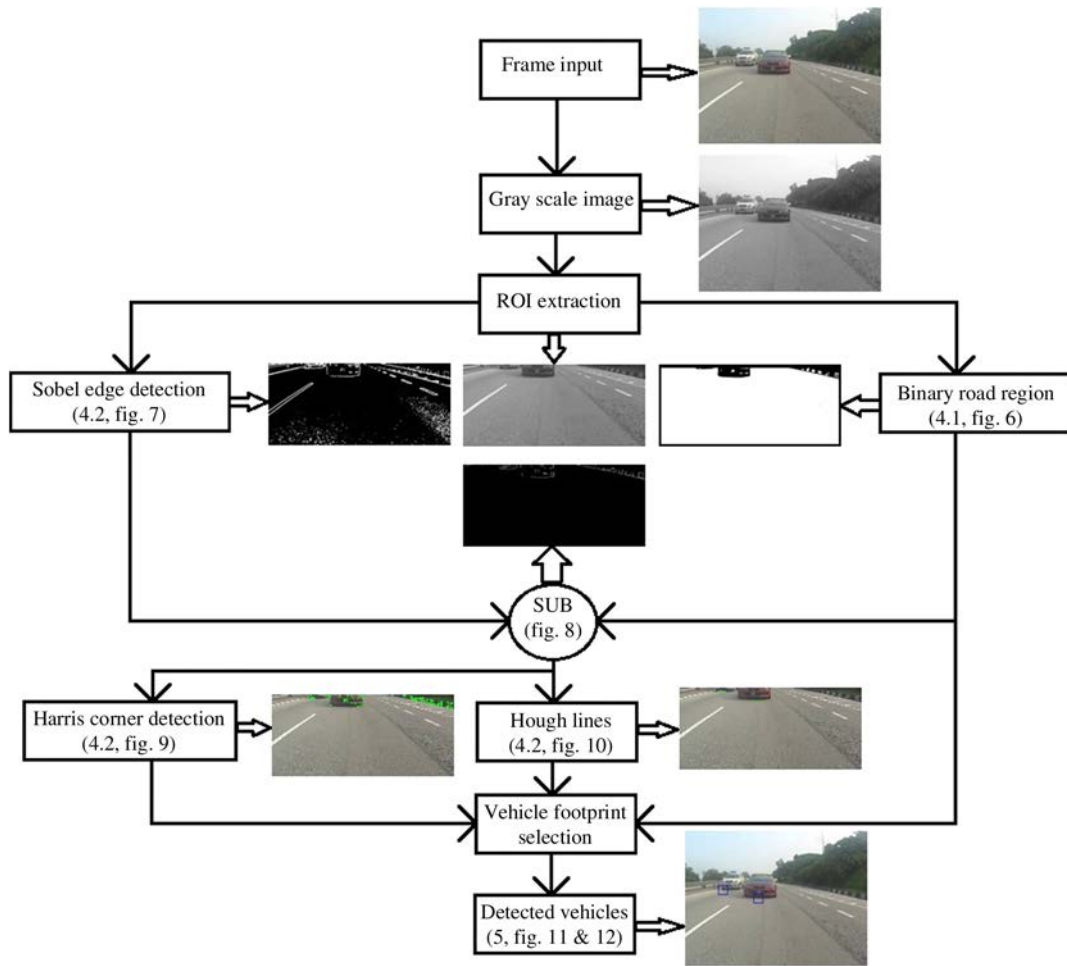 Frame input
Gray scale image
ROI extraction
Sobel edge detection
(4.2, fig. 7)
Binary road region
(4.1, fig. 6)
SUB
(fig. 8)
Harris corner detection
(4.2, fig. 9)
Hough lines
(4.2, fig. 10)
Vehicle footprint
selection
Detected vehicles
(5, fig. 11 & 12)